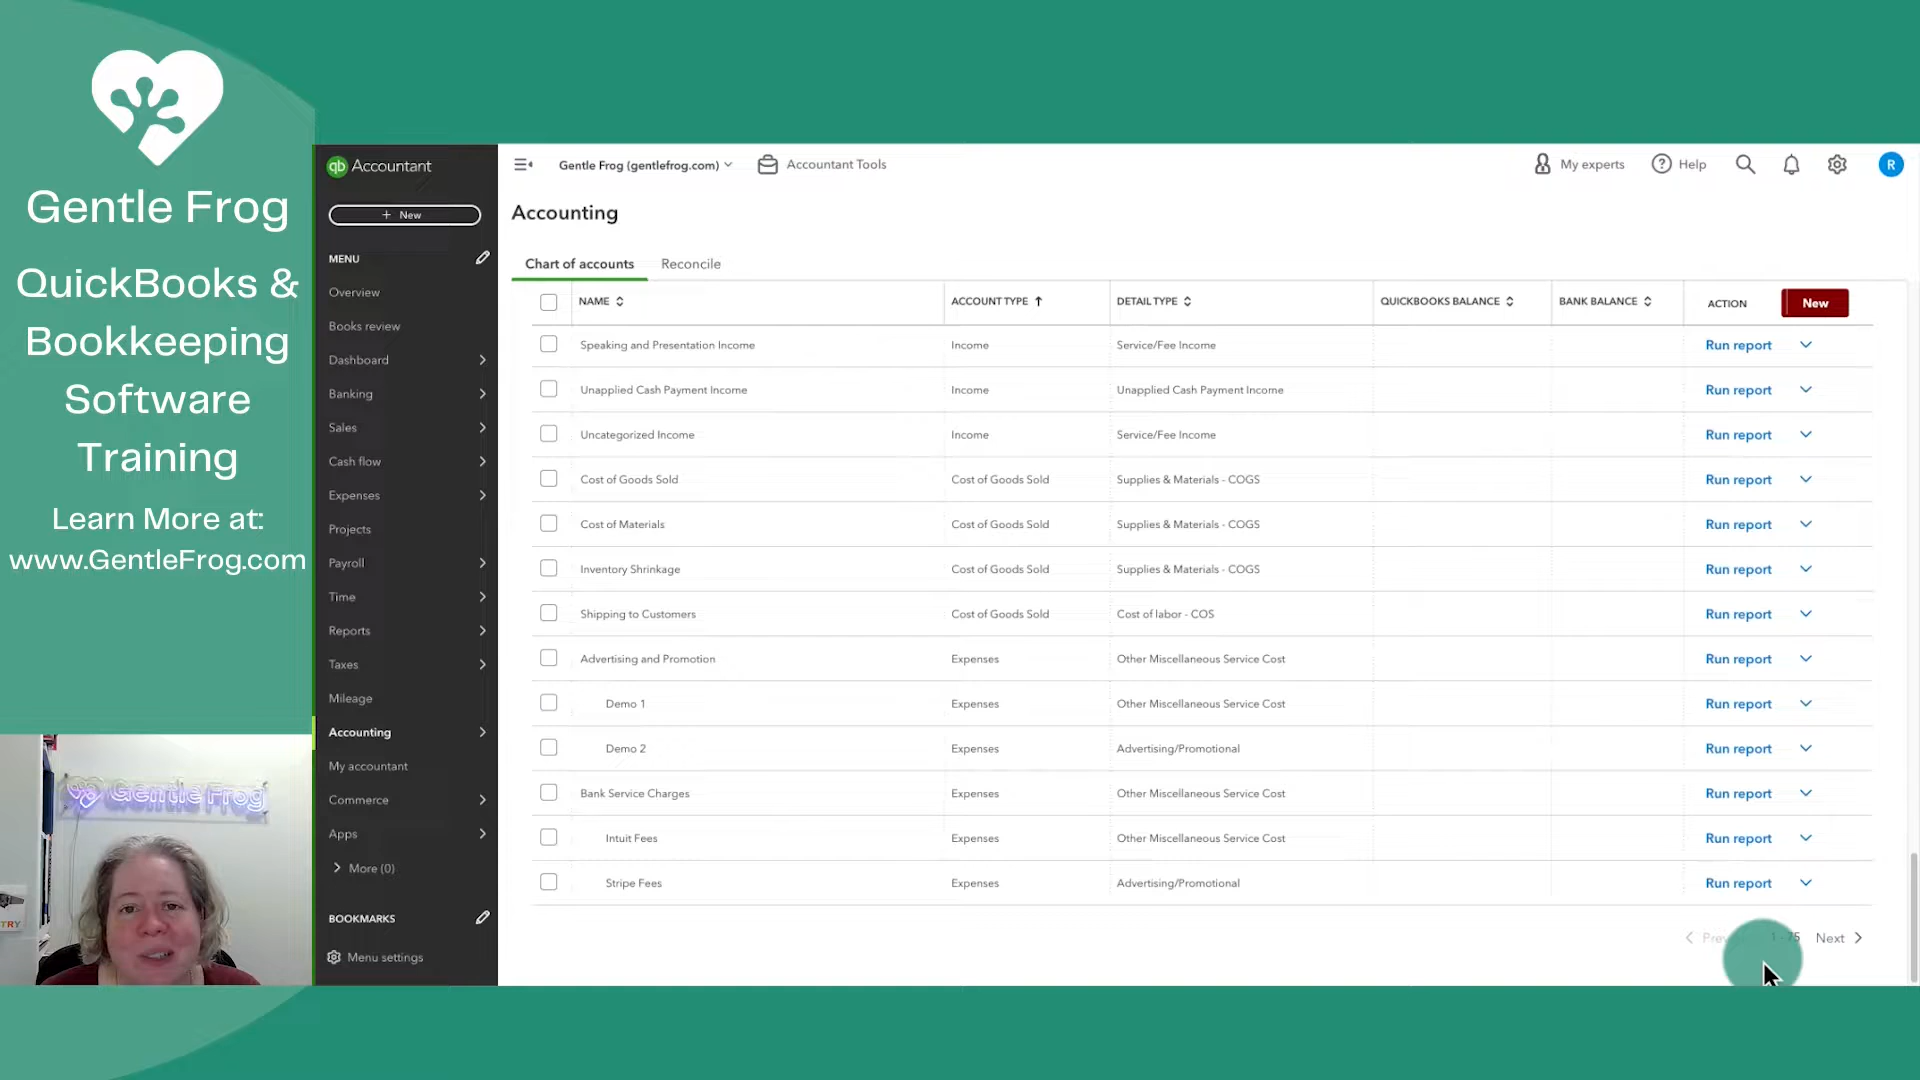 Gentle Frog
QuickBooks &
Bookkeeping
Software
Training
Learn More at:
www.GentleFrog.com
Gentle Frog
TRY
qb Accountant
+ New
MENU
Overview
Books review
Dashboard
Banking
Sales
Cash flow
Expenses
Projects
Payroll
Time
Reports
Taxes
Mileage
Accounting
My accountant
Commerce
Apps
More (0)
BOOKMARKS
Menu settings
Gentle Frog (gentlefrog.com) Accountant Tools My experts Help R
Accounting
Chart of accounts Reconcile
NAME ACCOUNT TYPE DETAIL TYPE QUICKBOOKS BALANCE BANK BALANCE ACTION New
Speaking and Presentation Income Income Service/Fee Income Run report
Unapplied Cash Payment Income Income Unapplied Cash Payment Income Run report
Uncategorized Income Income Service/Fee Income Run report
Cost of Goods Sold Cost of Goods Sold Supplies & Materials - COGS Run report
Cost of Materials Cost of Goods Sold Supplies & Materials - COGS Run report
Inventory Shrinkage Cost of Goods Sold Supplies & Materials - COGS Run report
Shipping to Customers Cost of Goods Sold Cost of labor - COS Run report
Advertising and Promotion Expenses Other Miscellaneous Service Cost Run report
Demo 1 Expenses Other Miscellaneous Service Cost Run report
Demo 2 Expenses Advertising/Promotional Run report
Bank Service Charges Expenses Other Miscellaneous Service Cost Run report
Intuit Fees Expenses Other Miscellaneous Service Cost Run report
Stripe Fees Expenses Advertising/Promotional Run report
1 - 75 Next